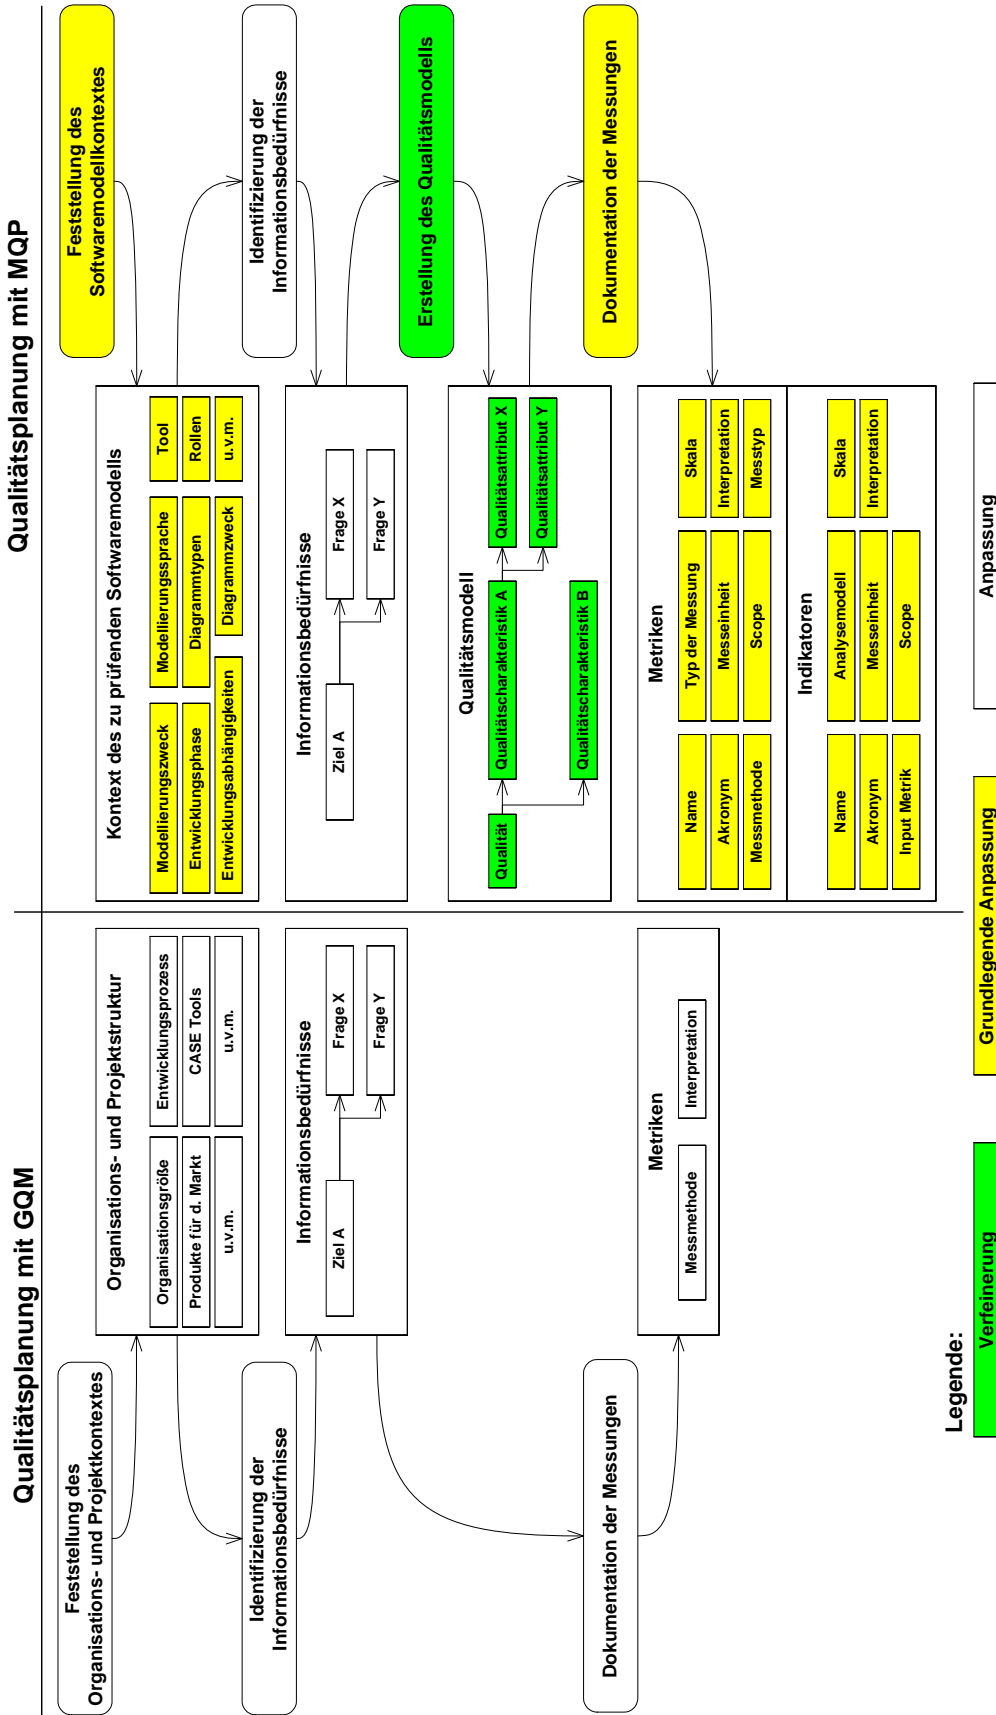 Qualitätsplanung mit GQM
Qualitätsplanung mit MQP
Feststellung des
Organisations- und Projektkontextes
Organisations- und Projektstruktur
Organisationsgröße
Entwicklungsprozess
Produkte für d. Markt
CASE Tools
u.v.m.
u.v.m.
Kontext des zu prüfenden Softwaremodells
Modellierungszweck
Modellierungssprache
Tool
Entwicklungsphase
Diagrammtypen
Rollen
Entwicklungsabhängigkeiten
Diagrammzweck
u.v.m.
Feststellung des
Softwaremodellkontextes
Identifizierung der
Informationsbedürfnisse
Informationsbedürfnisse
Ziel A
Frage X
Frage Y
Informationsbedürfnisse
Ziel A
Frage X
Frage Y
Identifizierung der
Informationsbedürfnisse
Qualitätsmodell
Qualität
Qualitätscharakteristik A
Qualitätsattribut X
Qualitätsattribut Y
Qualitätscharakteristik B
Erstellung des Qualitätsmodells
Dokumentation der Messungen
Metriken
Messmethode
Interpretation
Metriken
Name
Typ der Messung
Skala
Akronym
Messeinheit
Interpretation
Messmethode
Scope
Messtyp
Indikatoren
Name
Analysemodell
Skala
Akronym
Messeinheit
Interpretation
Input Metrik
Scope
Dokumentation der Messungen
Legende:
Verfeinerung
Grundlegende Anpassung
Anpassung